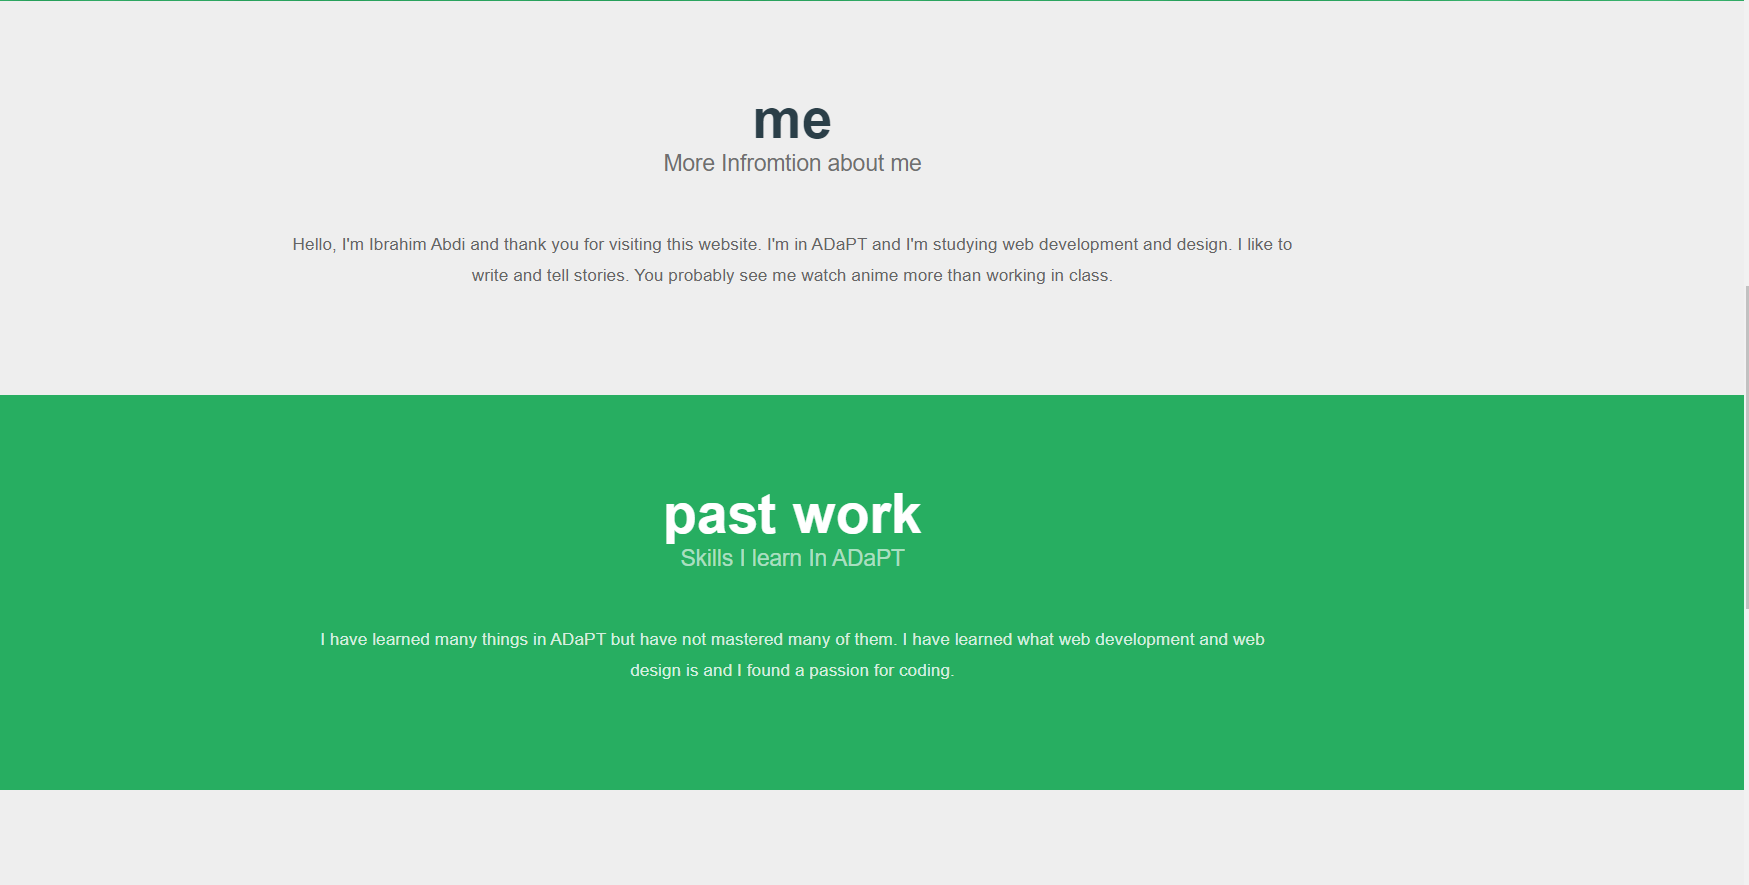 me
More Infromtion about me
Hello, I'm Ibrahim Abdi and thank you for visiting this website. I'm in ADaPT and I'm studying web development and design. I like to
write and tell stories. You probably see me watch anime more than working in class.
past work
Skills I learn In ADaPT
I have learned many things in ADaPT but have not mastered many of them. I have learned what web development and web
design is and I found a passion for coding.